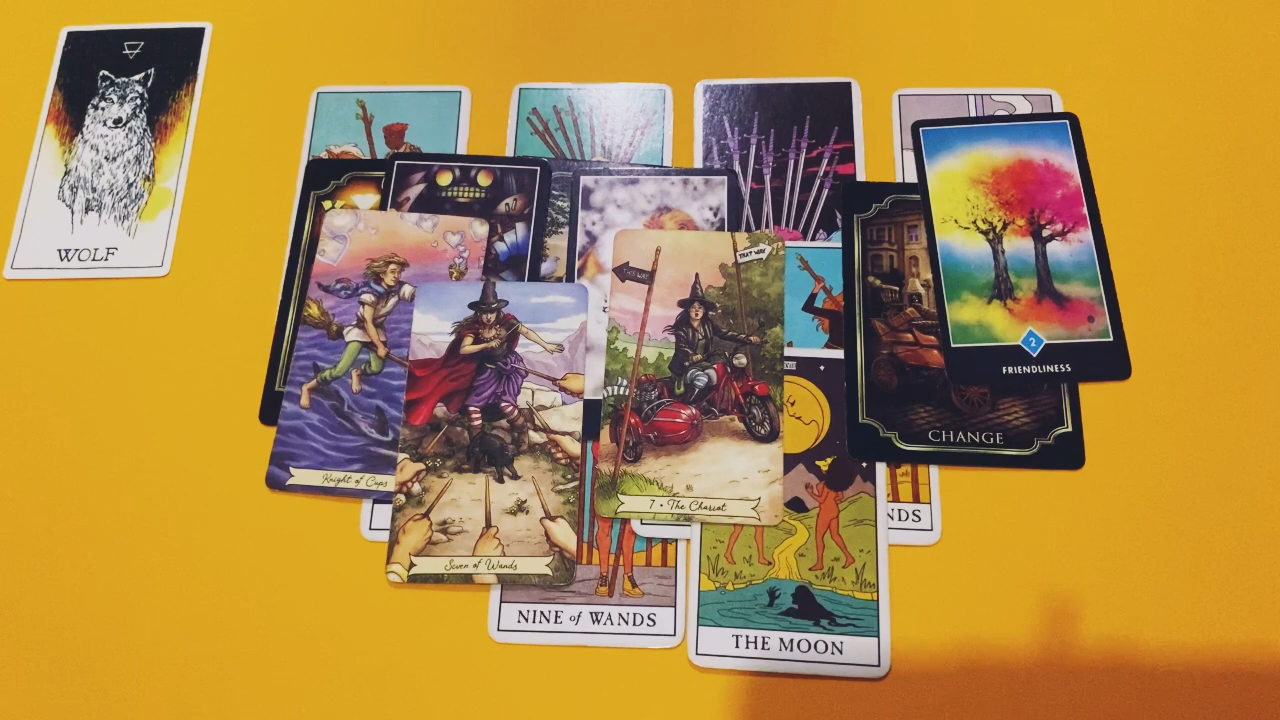 WOLF
THIS WAY
THAT WAY
2
FRIENDLINESS
CHANGE
Knight of Cups
7 • The Chariot
NDS
Seven of Wands
NINE of WANDS
THE MOON